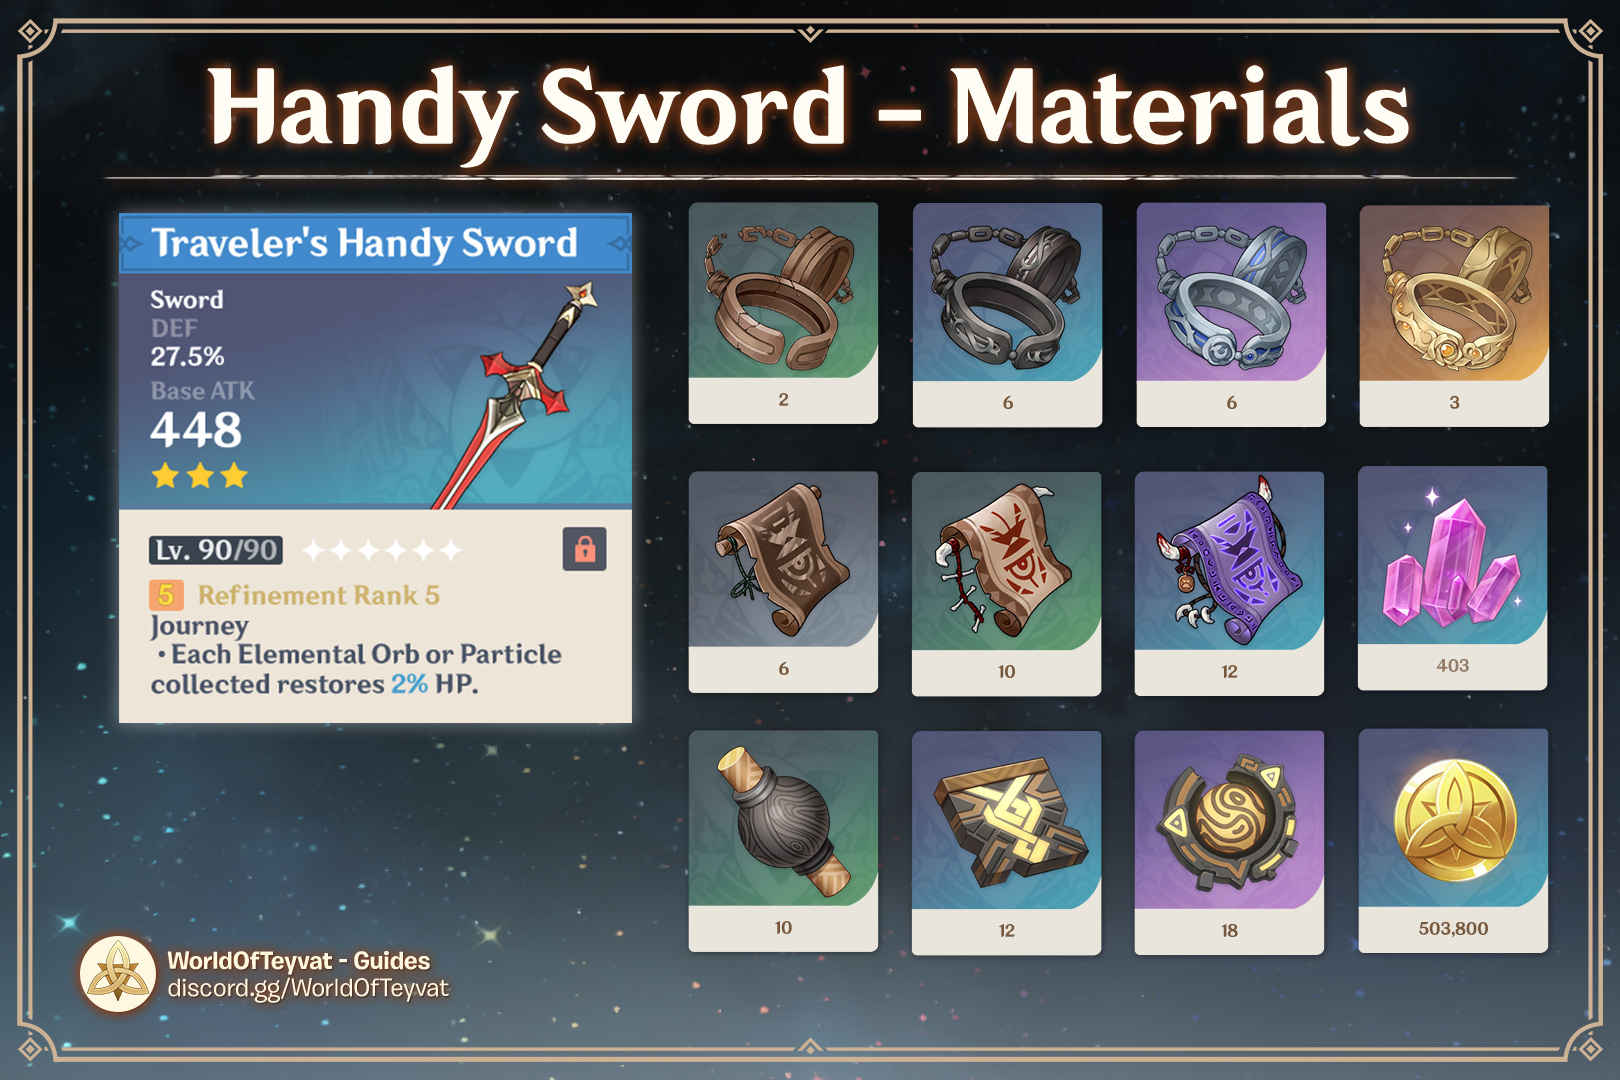 Handy Sword – Materials
Traveler's Handy Sword
Sword
DEF
27.5%
Base ATK
448
Lv. 90/90
5 Refinement Rank 5
Journey
• Each Elemental Orb or Particle
collected restores 2% HP.
2
6
6
3
6
10
12
403
10
12
18
503,800
WorldOfTeyvat - Guides
discord.gg/WorldOfTeyvat